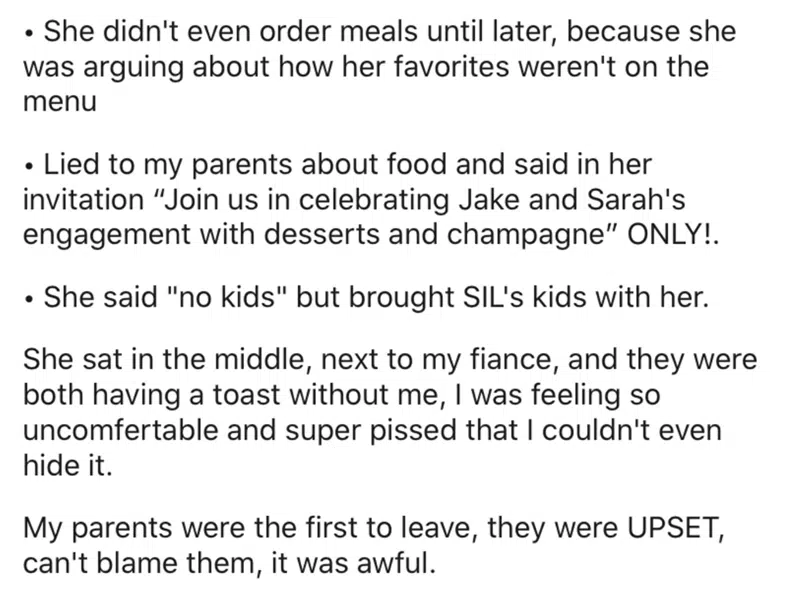 • She didn't even order meals until later, because she
was arguing about how her favorites weren't on the
menu
• Lied to my parents about food and said in her
invitation “Join us in celebrating Jake and Sarah's
engagement with desserts and champagne” ONLY!.
• She said "no kids" but brought SIL's kids with her.
She sat in the middle, next to my fiance, and they were
both having a toast without me, I was feeling so
uncomfertable and super pissed that I couldn't even
hide it.
My parents were the first to leave, they were UPSET,
can't blame them, it was awful.